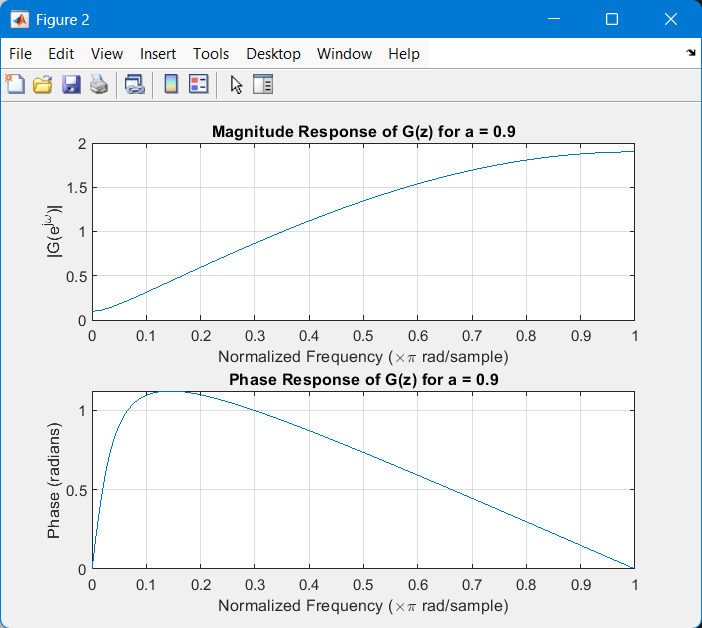 Figure 2
File Edit View Insert Tools Desktop Window Help
Magnitude Response of G(z) for a = 0.9
|G(e^jω)|
2
1.5
1
0.5
0
0 0.1 0.2 0.3 0.4 0.5 0.6 0.7 0.8 0.9 1
Normalized Frequency (×π rad/sample)
Phase Response of G(z) for a = 0.9
Phase (radians)
1
0.5
0
0 0.1 0.2 0.3 0.4 0.5 0.6 0.7 0.8 0.9 1
Normalized Frequency (×π rad/sample)